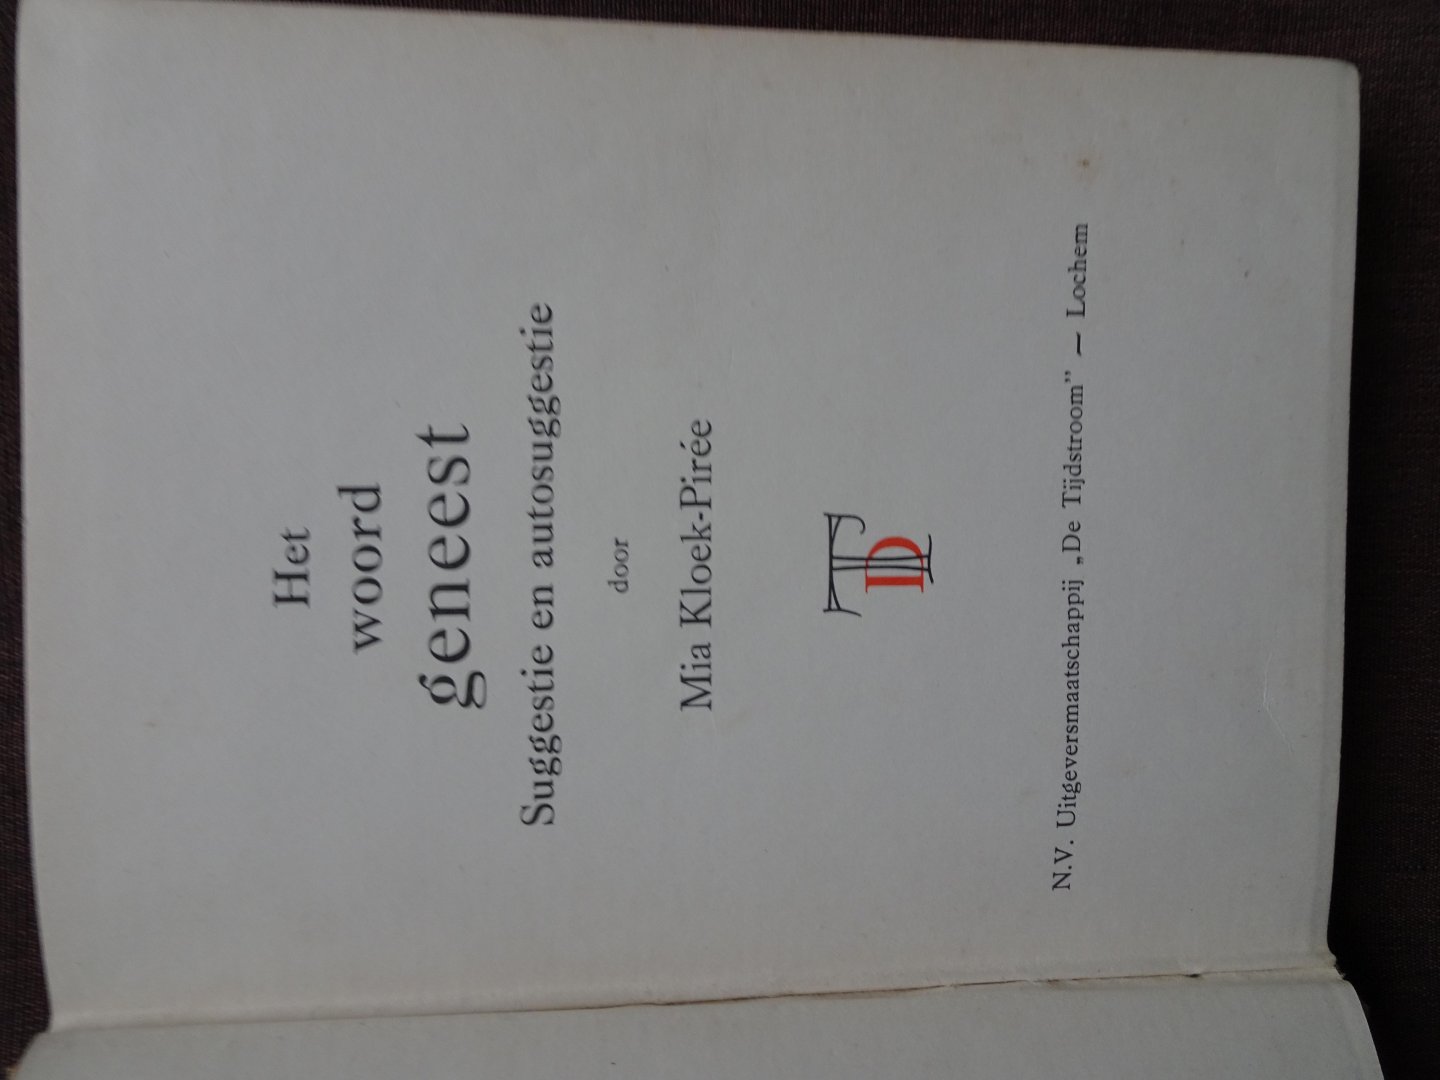 Het
woord
geneest
Suggestie en autosuggestie
door
Mia Kloek-Pirée
TD
N.V. Uitgeversmaatschappij „De Tijdstroom” — Lochem